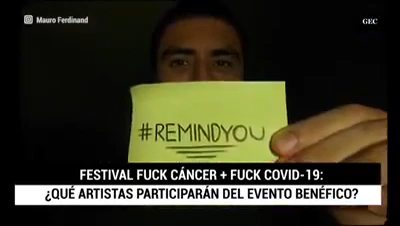 Mauro Ferdinand
GEC
#REMINDYOU
FESTIVAL FUCK CÁNCER + FUCK COVID-19:
¿QUÉ ARTISTAS PARTICIPARÁN DEL EVENTO BENÉFICO?